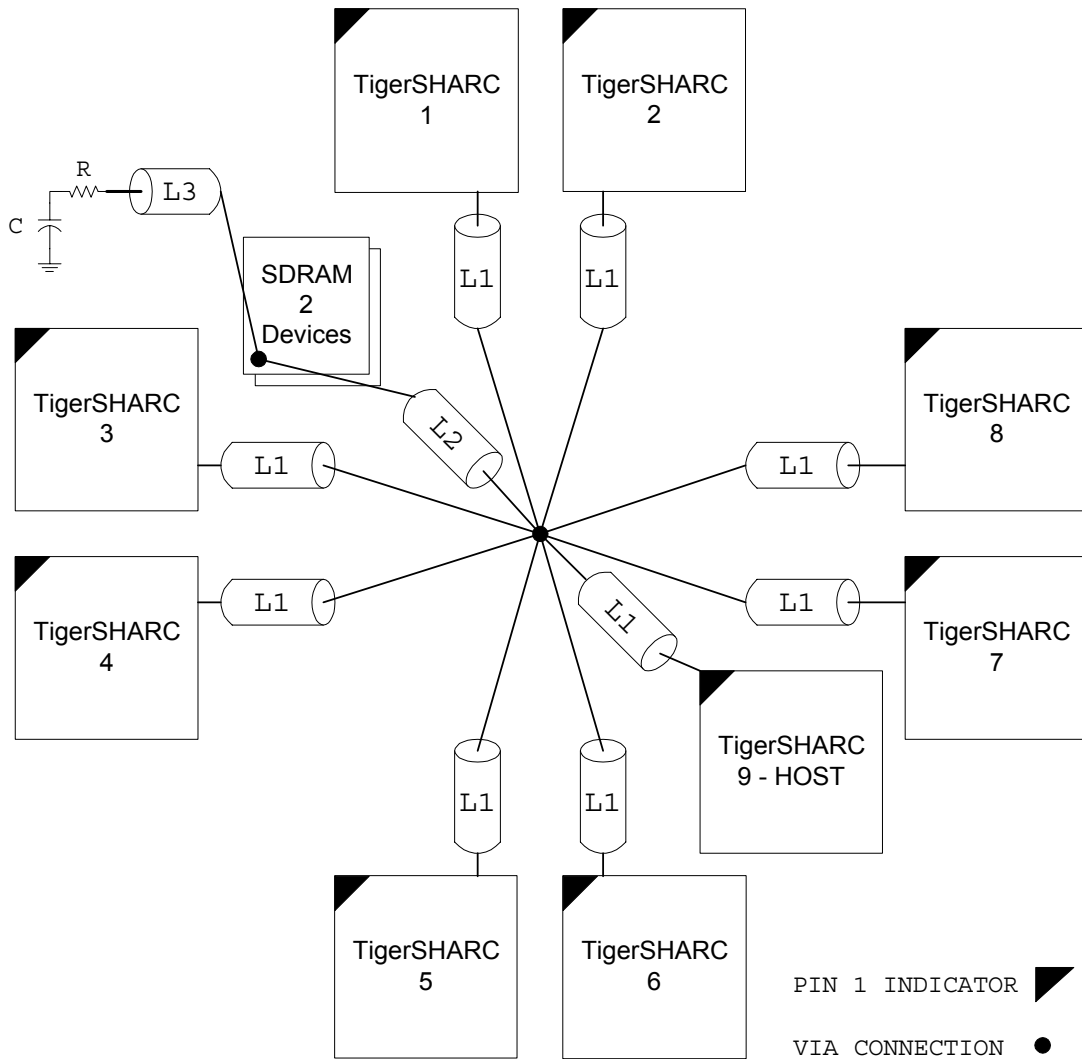 TigerSHARC
1
TigerSHARC
2
R
L3
C
SDRAM
2
Devices
L1
L1
TigerSHARC
3
TigerSHARC
8
L2
L1
L1
TigerSHARC
4
L1
L1
L1
TigerSHARC
7
TigerSHARC
9 - HOST
L1
L1
TigerSHARC
5
TigerSHARC
6
PIN 1 INDICATOR
VIA CONNECTION